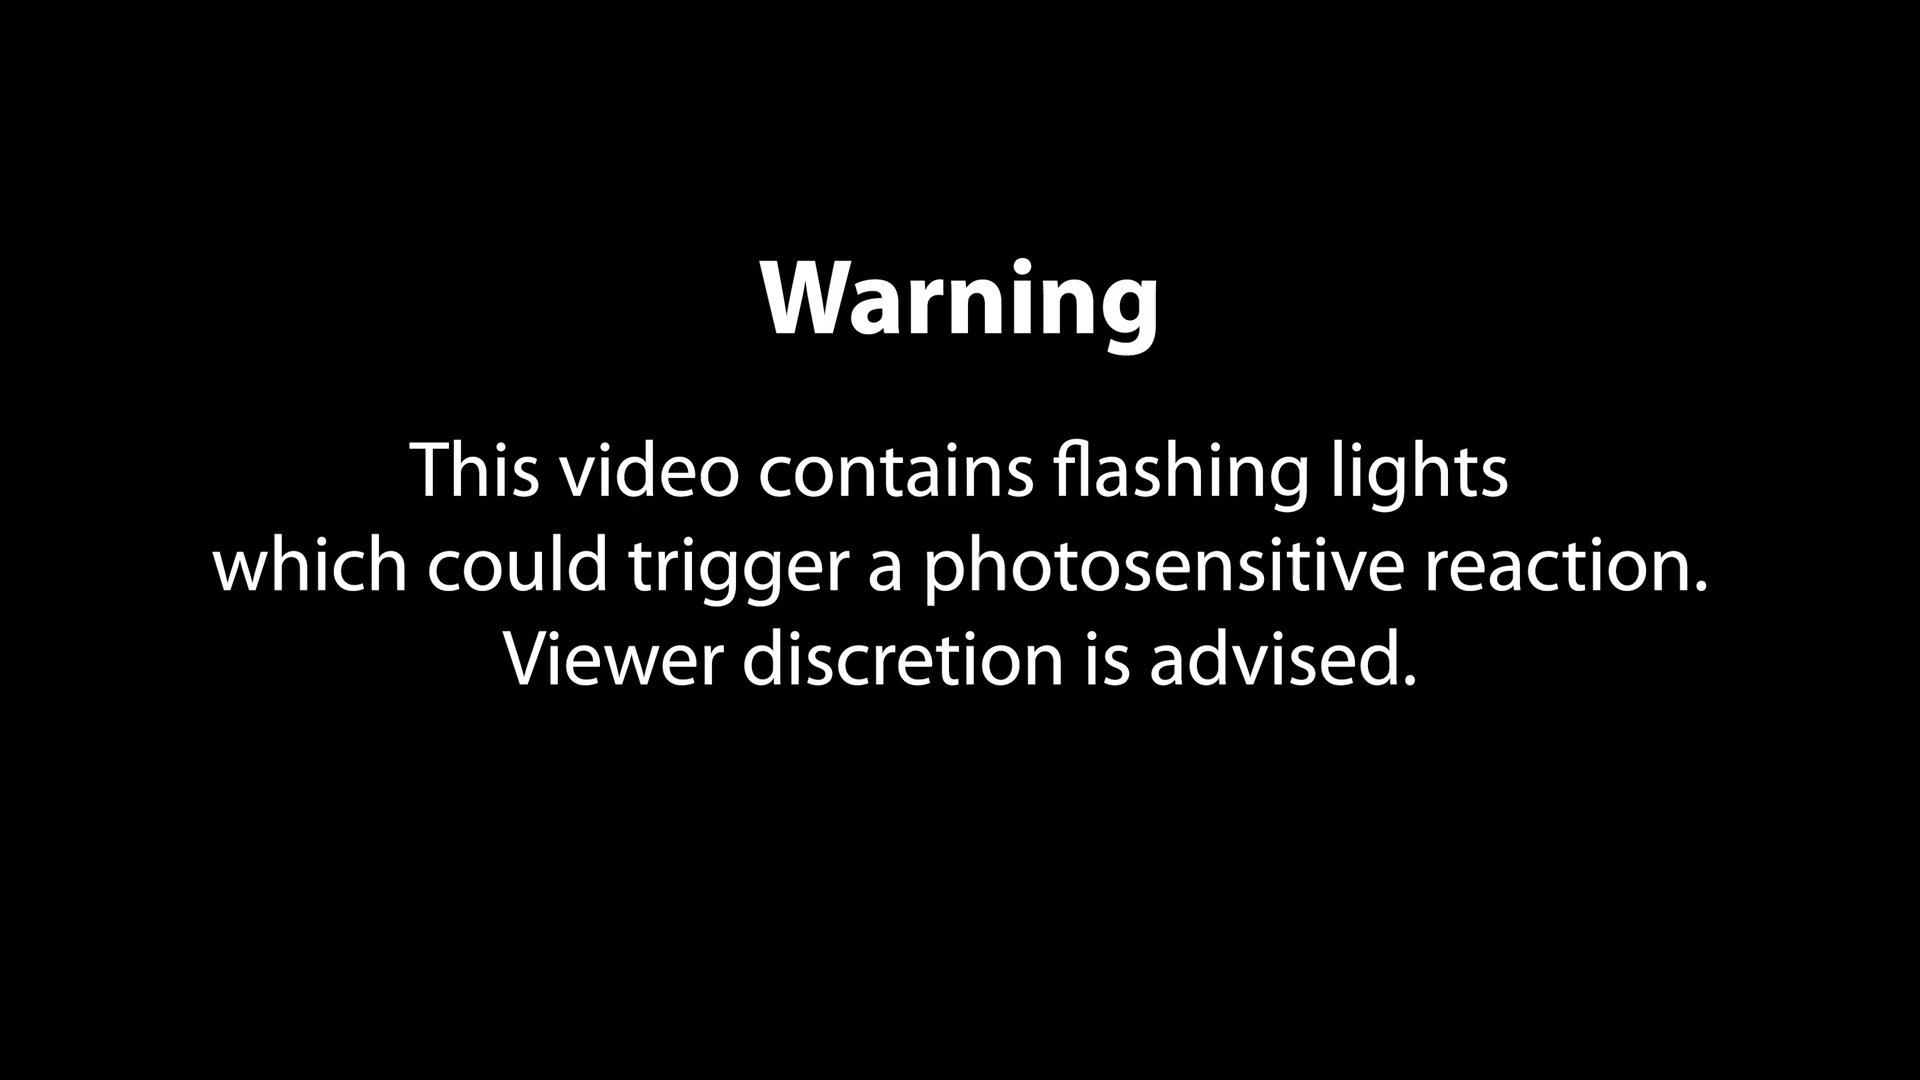 Warning
This video contains flashing lights
which could trigger a photosensitive reaction.
Viewer discretion is advised.